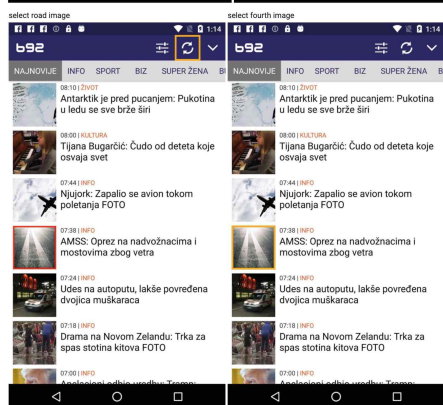 select road image
1:14
b92
NAJNOVIJE INFO SPORT BIZ SUPER ŽENA
08:10 | ŽIVOT
Antarktik je pred pucanjem: Pukotina
u ledu se sve brže širi
08:00 | KULTURA
Tijana Bugarčić: Čudo od deteta koje
osvaja svet
07:44 | INFO
Njujork: Zapalio se avion tokom
poletanja FOTO
07:38 | INFO
AMSS: Oprez na nadvožnacima i
mostovima zbog vetra
07:24 | INFO
Udes na autoputu, lakše povređena
dvojica muškaraca
07:18 | INFO
Drama na Novom Zelandu: Trka za
spas stotina kitova FOTO
07:00 | INFO
Apelacioni odbio uredbu; Tramp:
select fourth image
1:14
b92
NAJNOVIJE INFO SPORT BIZ SUPER ŽENA B
08:10 | ŽIVOT
Antarktik je pred pucanjem: Pukotina
u ledu se sve brže širi
08:00 | KULTURA
Tijana Bugarčić: Čudo od deteta koje
osvaja svet
07:44 | INFO
Njujork: Zapalio se avion tokom
poletanja FOTO
07:38 | INFO
AMSS: Oprez na nadvožnacima i
mostovima zbog vetra
07:24 | INFO
Udes na autoputu, lakše povređena
dvojica muškaraca
07:18 | INFO
Drama na Novom Zelandu: Trka za
spas stotina kitova FOTO
07:00 | INFO
Apelacioni odbio uredbu; Tramp: